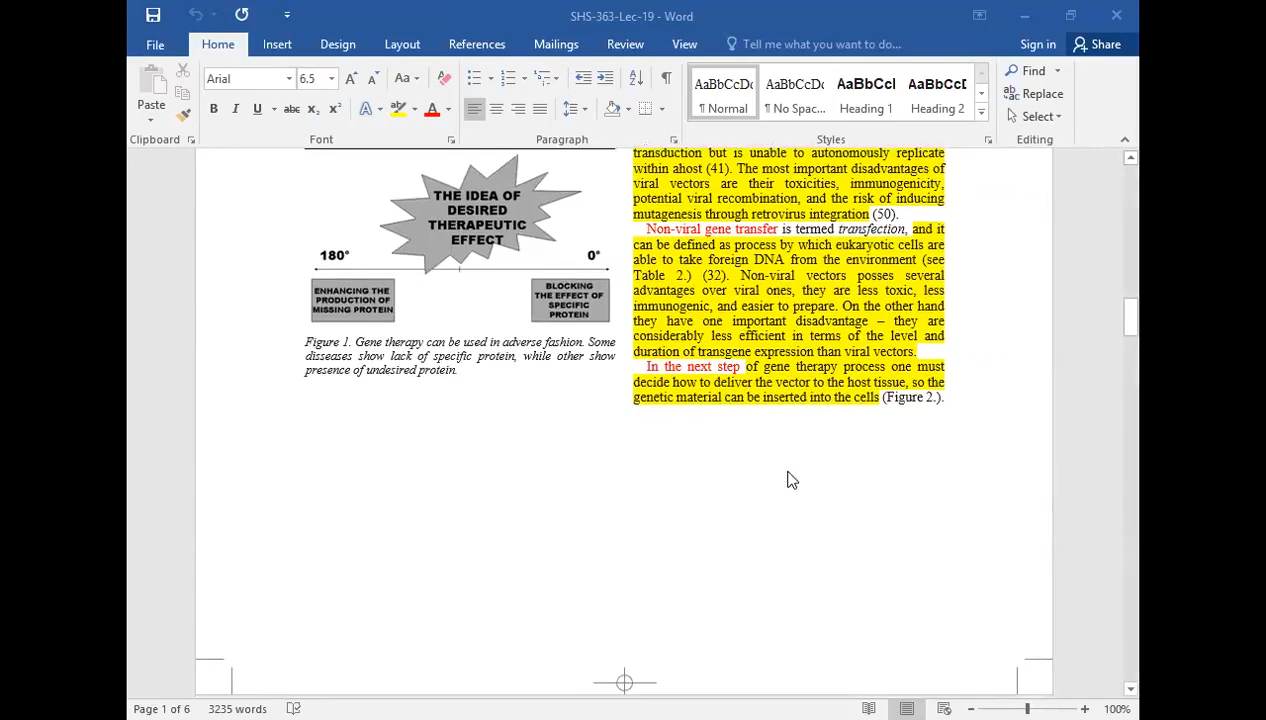 SHS-363-Lec-19 - Word
File Home Insert Design Layout References Mailings Review View Tell me what you want to do... Sign in Share
Arial 6.5 Aa
Paste
B I U abc X2 X2 A A
AaBbCcDc AaBbCcDc AaBbCcI AaBbCcD
¶ Normal ¶ No Spac... Heading 1 Heading 2
Find
Replace
Select
Clipboard Font Paragraph Styles Editing
THE IDEA OF
DESIRED
THERAPEUTIC
EFFECT
180° 0°
ENHANCING THE
PRODUCTION OF
MISSING PROTEIN
BLOCKING
THE EFFECT OF
SPECIFIC
PROTEIN
Figure 1. Gene therapy can be used in adverse fashion. Some
disseases show lack of specific protein, while other show
presence of undesired protein.
transduction but is unable to autonomously replicate
within ahost (41). The most important disadvantages of
viral vectors are their toxicities, immunogenicity,
potential viral recombination, and the risk of inducing
mutagenesis through retrovirus integration (50).
Non-viral gene transfer is termed transfection, and it
can be defined as process by which eukaryotic cells are
able to take foreign DNA from the environment (see
Table 2.) (32). Non-viral vectors posses several
advantages over viral ones, they are less toxic, less
immunogenic, and easier to prepare. On the other hand
they have one important disadvantage – they are
considerably less efficient in terms of the level and
duration of transgene expression than viral vectors.
In the next step of gene therapy process one must
decide how to deliver the vector to the host tissue, so the
genetic material can be inserted into the cells (Figure 2.).
Page 1 of 6 3235 words 100%